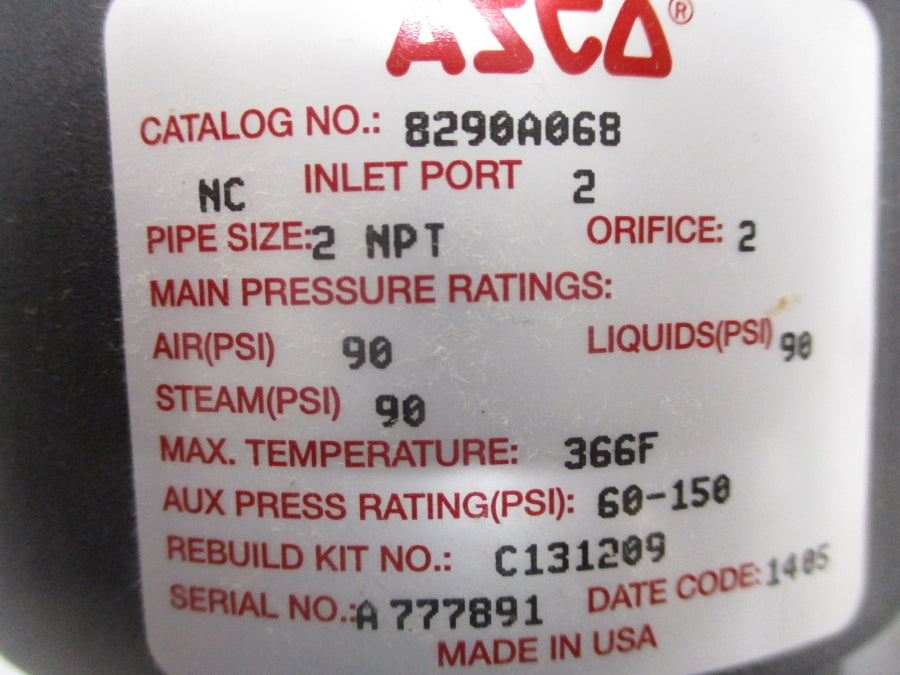 ASCO®
CATALOG NO.: 8290A068
NC INLET PORT 2
PIPE SIZE: 2 NPT ORIFICE: 2
MAIN PRESSURE RATINGS:
AIR(PSI) 90 LIQUIDS(PSI) 90
STEAM(PSI) 90
MAX. TEMPERATURE: 366F
AUX PRESS RATING(PSI): 60-150
REBUILD KIT NO.: C131209
SERIAL NO.: A 777891 DATE CODE: 1405
MADE IN USA